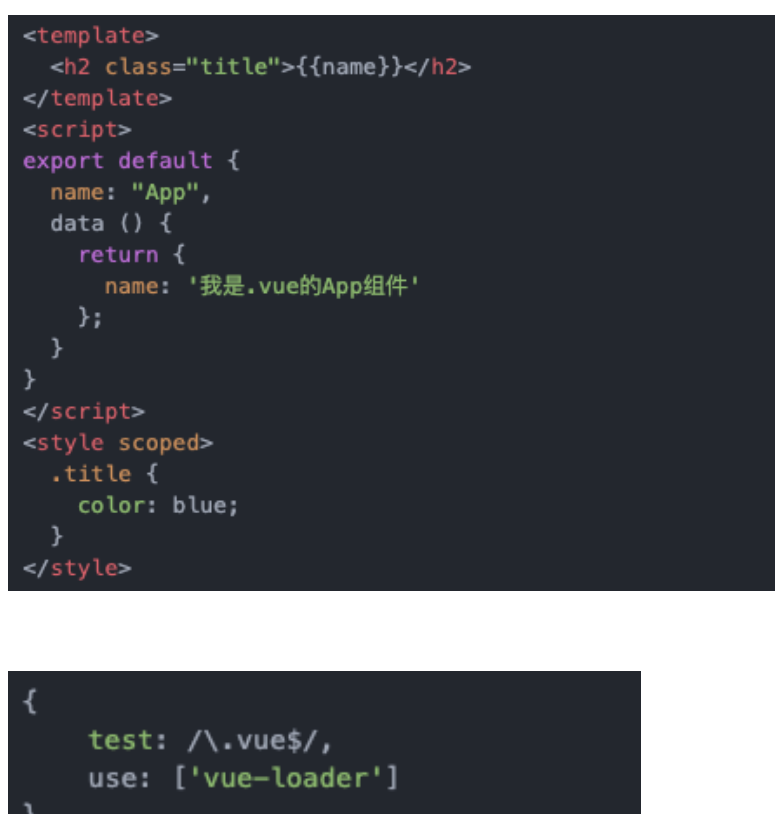 <template>
  <h2 class="title">{{name}}</h2>
</template>
<script>
export default {
  name: "App",
  data () {
    return {
      name: '我是.vue的App组件'
    };
  }
}
</script>
<style scoped>
  .title {
    color: blue;
  }
</style>
{
    test: /\.vue$/,
    use: ['vue-loader']
}